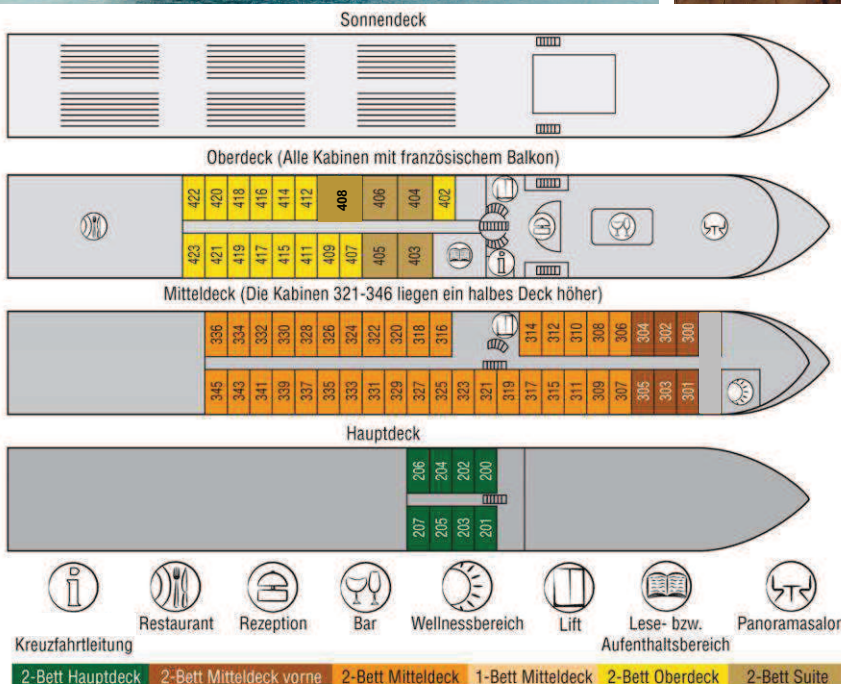 Sonnendeck
Oberdeck (Alle Kabinen mit französischem Balkon)
422 420 418 416 414 412 408 406 404 402
423 421 419 417 415 411 409 407 405 403
i
Mitteldeck (Die Kabinen 321-346 liegen ein halbes Deck höher)
336 334 332 330 328 326 324 322 320 318 316 314 312 310 308 306 304 302 300
345 343 341 339 337 335 333 331 329 327 325 323 321 319 317 315 311 309 307 305 303 301
Hauptdeck
206 204 202 200
207 205 203 201
i
Restaurant Rezeption Bar Wellnessbereich Lift Lese- bzw. Panoramasalon
Kreuzfahrtleitung Aufenthaltsbereich
2-Bett Hauptdeck 2-Bett Mitteldeck vorne 2-Bett Mitteldeck 1-Bett Mitteldeck 2-Bett Oberdeck 2-Bett Suite